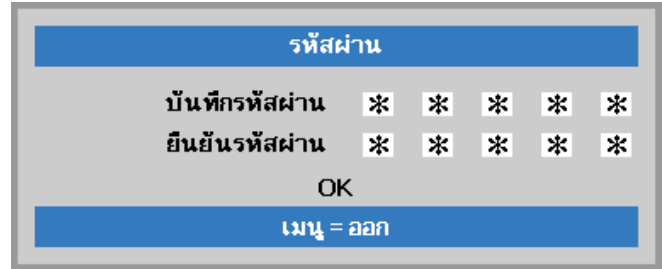 รหัสผ่าน
บันทึกรหัสผ่าน * * * * *
ยืนยันรหัสผ่าน * * * * *
OK
เมนู = ออก